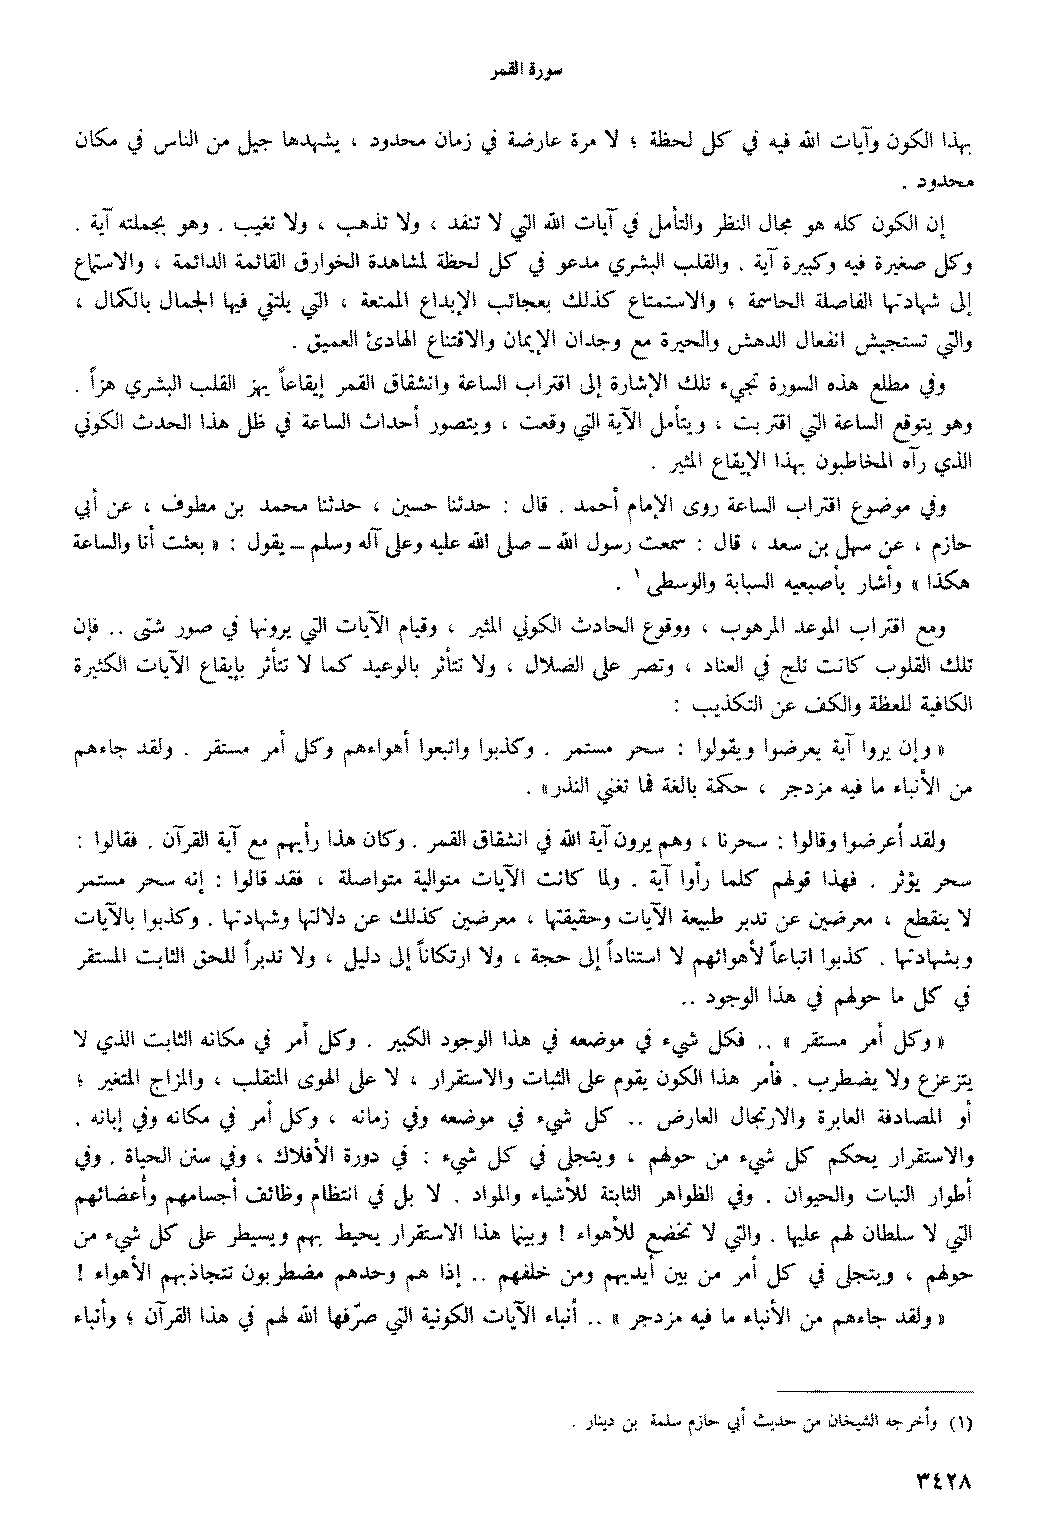 سورة القمر
بهذا الكون وآيات الله فيه في كل لحظة ؛ لا مرة عارضة في زمان محدود ، يشهدها جيل من الناس في مكان
محدود .
إن الكون كله هو مجال النظر والتأمل في آيات الله التي لا تنفد ، ولا تذهب ، ولا تغيب . وهو بجملته آية .
وكل صغيرة فيه وكبيرة آية . والقلب البشري مدعو في كل لحظة لمشاهدة الخوارق القائمة الدائمة ، والاستماع
إلى شهادتها الفاصلة الحاسمة ؛ والاستمتاع كذلك بعجائب الإبداع الممتعة ، التي يلتقي فيها الجمال بالكمال ،
والتي تستجيش انفعال الدهش والحيرة مع وجدان الإيمان والاقتناع الهادئ العميق .
وفي مطلع هذه السورة تجيء تلك الإشارة إلى اقتراب الساعة وانشقاق القمر إيقاعاً يهز القلب البشري هزاً .
وهو يتوقع الساعة التي اقتربت ، ويتأمل الآية التي وقعت ، ويتصور أحداث الساعة في ظل هذا الحدث الكوني
الذي رآه المخاطبون بهذا الإيقاع المثير .
وفي موضوع اقتراب الساعة روى الإمام أحمد . قال : حدثنا حسين ، حدثنا محمد بن مطوف ، عن أبي
حازم ، عن سهل بن سعد ، قال : سمعت رسول الله – صلى الله عليه وعلى آله وسلم – يقول : « بعثت أنا والساعة
هكذا » وأشار بأصبعيه السبابة والوسطى ١ .
ومع اقتراب الموعد المرهوب ، ووقوع الحادث الكوني المثير ، وقيام الآيات التي يرونها في صور شتى .. فإن
تلك القلوب كانت تلج في العناد ، وتصر على الضلال ، ولا تتأثر بالوعيد كما لا تتأثر بإيقاع الآيات الكثيرة
الكافية للعظة والكف عن التكذيب :
« وإن يروا آية يعرضوا ويقولوا : سحر مستمر . وكذبوا واتبعوا أهواءهم وكل أمر مستقر . ولقد جاءهم
من الأنباء ما فيه مزدجر ، حكمة بالغة فما تغني النذر» .
ولقد أعرضوا وقالوا : سحرنا ، وهم يرون آية الله في انشقاق القمر . وكان هذا رأيهم مع آية القرآن . فقالوا :
سحر يؤثر . فهذا قولهم كلما رأوا آية . ولما كانت الآيات متوالية متواصلة ، فقد قالوا : إنه سحر مستمر
لا ينقطع ، معرضين عن تدبر طبيعة الآيات وحقيقتها ، معرضين كذلك عن دلالتها وشهادتها . وكذبوا بالآيات
وبشهادتها . كذبوا اتباعاً لأهوائهم لا استناداً إلى حجة ، ولا ارتكاناً إلى دليل ، ولا تدبراً للحق الثابت المستقر
في كل ما حولهم في هذا الوجود ..
« وكل أمر مستقر » .. فكل شيء في موضعه في هذا الوجود الكبير . وكل أمر في مكانه الثابت الذي لا
يتزعزع ولا يضطرب . فأمر هذا الكون يقوم على الثبات والاستقرار ، لا على الهوى المتقلب ، والمزاج المتغير ؛
أو المصادفة العابرة والارتجال العارض .. كل شيء في موضعه وفي زمانه ، وكل أمر في مكانه وفي إبانه .
والاستقرار يحكم كل شيء من حولهم ، ويتجلى في كل شيء : في دورة الأفلاك ، وفي سنن الحياة . وفي
أطوار النبات والحيوان . وفي الظواهر الثابتة للأشياء والمواد . لا بل في انتظام وظائف أجسامهم وأعضائهم
التي لا سلطان لهم عليها . والتي لا تخضع للأهواء ! وبينما هذا الاستقرار يحيط بهم ويسيطر على كل شيء من
حولهم ، ويتجلى في كل أمر من بين أيديهم ومن خلفهم .. إذا هم وحدهم مضطربون تتجاذبهم الأهواء !
« ولقد جاءهم من الأنباء ما فيه مزدجر » .. أنباء الآيات الكونية التي صرّفها الله لهم في هذا القرآن ؛ وأنباء
(١) وأخرجه الشيخان من حديث أبي حازم سلمة بن دينار .
٣٤٢٨